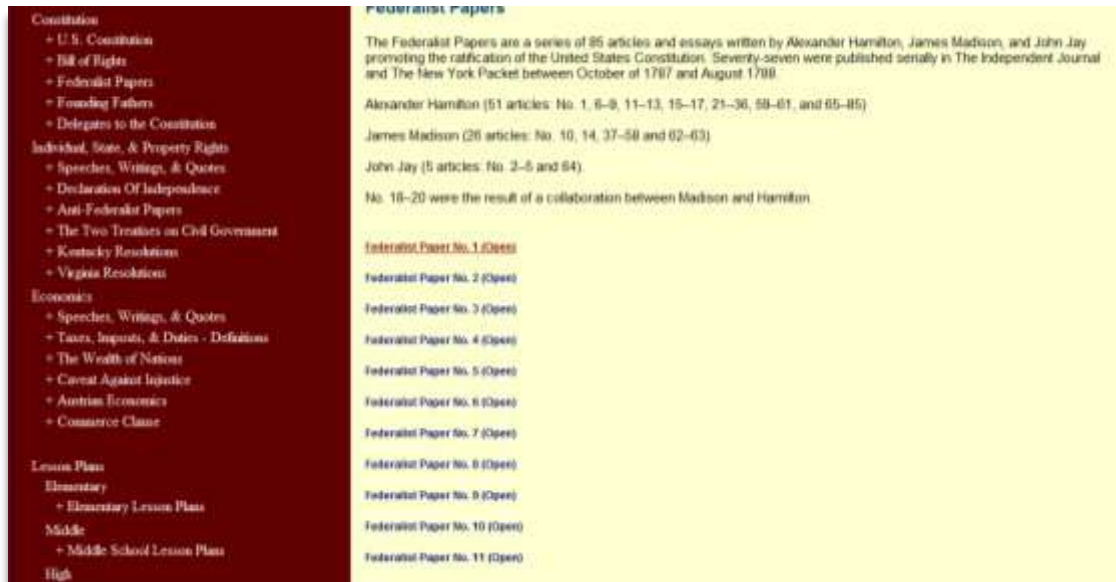 Constitution
+ U.S. Constitution
+ Bill of Rights
+ Federalist Papers
+ Founding Fathers
+ Delegates to the Constitution
Individual, State, & Property Rights
+ Speeches, Writings, & Quotes
+ Declaration Of Independence
+ Anti-Federalist Papers
+ The Two Treatises on Civil Government
+ Kentucky Resolutions
+ Virginia Resolutions
Economics
+ Speeches, Writings, & Quotes
+ Taxes, Imposts, & Duties - Definitions
+ The Wealth of Nations
+ Caveat Against Injustice
+ Austrian Economics
+ Commerce Clause
Lesson Plans
Elementary
+ Elementary Lesson Plans
Middle
+ Middle School Lesson Plans
High
Federalist Papers
The Federalist Papers are a series of 85 articles and essays written by Alexander Hamilton, James Madison, and John Jay
promoting the ratification of the United States Constitution. Seventy-seven were published serially in The Independent Journal
and The New York Packet between October of 1787 and August 1788.
Alexander Hamilton (51 articles: No. 1, 6–9, 11–13, 15–17, 21–36, 59–61, and 65–85)
James Madison (26 articles: No. 10, 14, 37–58 and 62–63)
John Jay (5 articles: No. 2–5 and 64).
No. 18–20 were the result of a collaboration between Madison and Hamilton.
Federalist Paper No. 1 (Open)
Federalist Paper No. 2 (Open)
Federalist Paper No. 3 (Open)
Federalist Paper No. 4 (Open)
Federalist Paper No. 5 (Open)
Federalist Paper No. 6 (Open)
Federalist Paper No. 7 (Open)
Federalist Paper No. 8 (Open)
Federalist Paper No. 9 (Open)
Federalist Paper No. 10 (Open)
Federalist Paper No. 11 (Open)